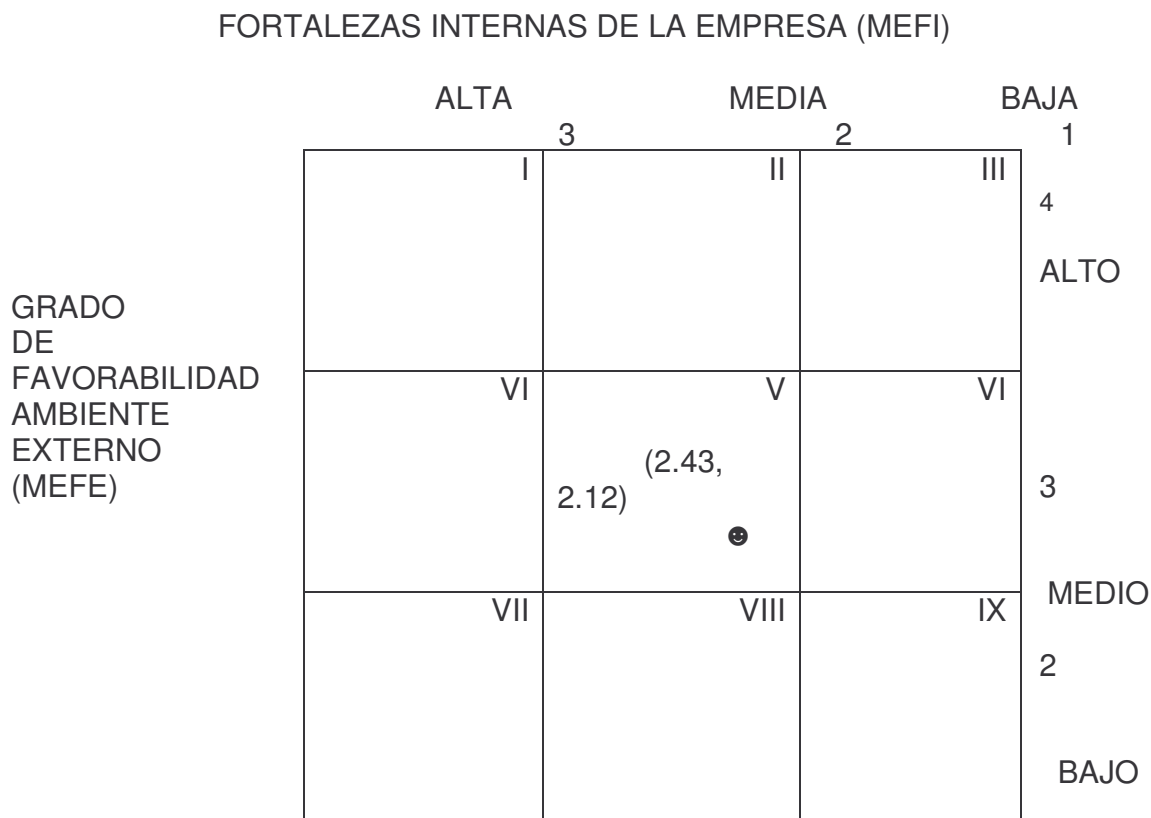 FORTALEZAS INTERNAS DE LA EMPRESA (MEFI)
ALTA MEDIA BAJA
3 2 1
I II III
4
ALTO
GRADO
DE
FAVORABILIDAD
AMBIENTE
EXTERNO
(MEFE)
VI V VI
(2.43,
2.12)
3
MEDIO
VII VIII IX
2
BAJO